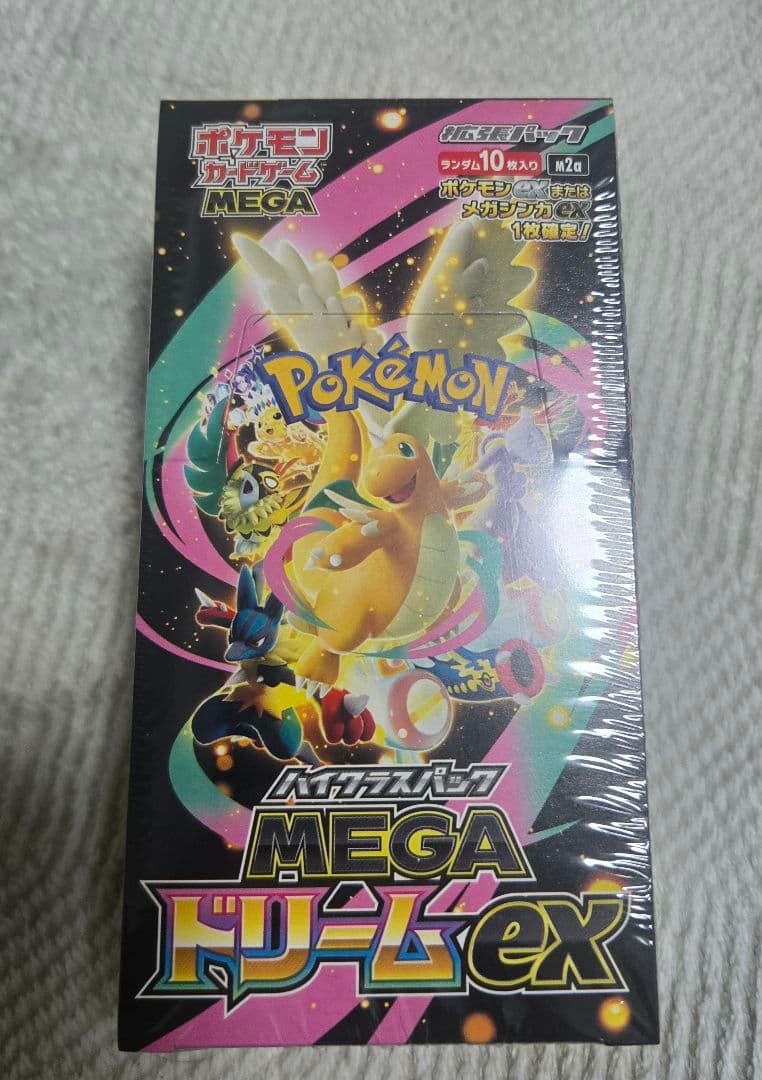 ポケモン
カードゲーム
MEGA
拡張パック
ランダム10枚入り M2a
ポケモンexまたは
メガシンカex
1枚確定!
POKéMON
ハイクラスパック
MEGA
ドリームex